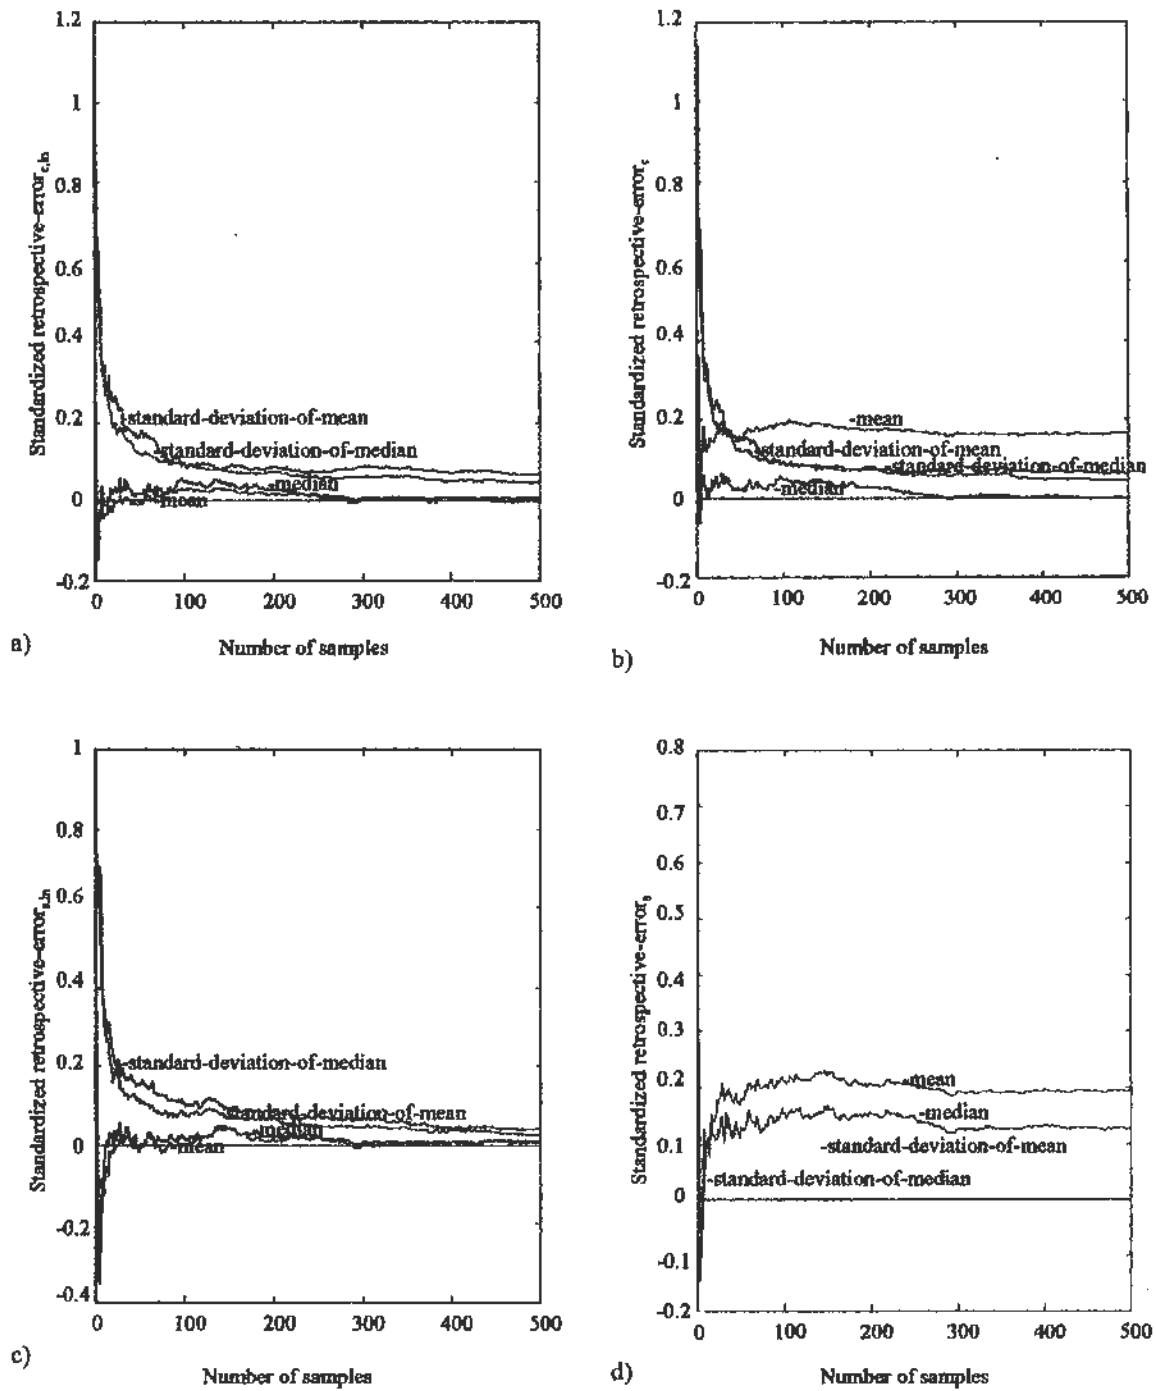 1.2
1
0.8
0.6
0.4
0.2
0
-0.2
0
100
200
300
400
500
Standardized retrospective-error c,ln
-standard-deviation-of-mean
-standard-deviation-of-median
-median
-mean
Number of samples
a)
1.2
1
0.8
0.6
0.4
0.2
0
-0.2
0
100
200
300
400
500
Standardized retrospective-error c
-mean
-standard-deviation-of-mean
-standard-deviation-of-median
-median
Number of samples
b)
1
0.8
0.6
0.4
0.2
0
-0.2
-0.4
0
100
200
300
400
500
Standardized retrospective-error s,ln
-standard-deviation-of-median
-standard-deviation-of-mean
-median
-mean
Number of samples
c)
0.8
0.7
0.6
0.5
0.4
0.3
0.2
0.1
0
-0.1
-0.2
0
100
200
300
400
500
Standardized retrospective-error s
-mean
-median
-standard-deviation-of-mean
-standard-deviation-of-median
Number of samples
d)